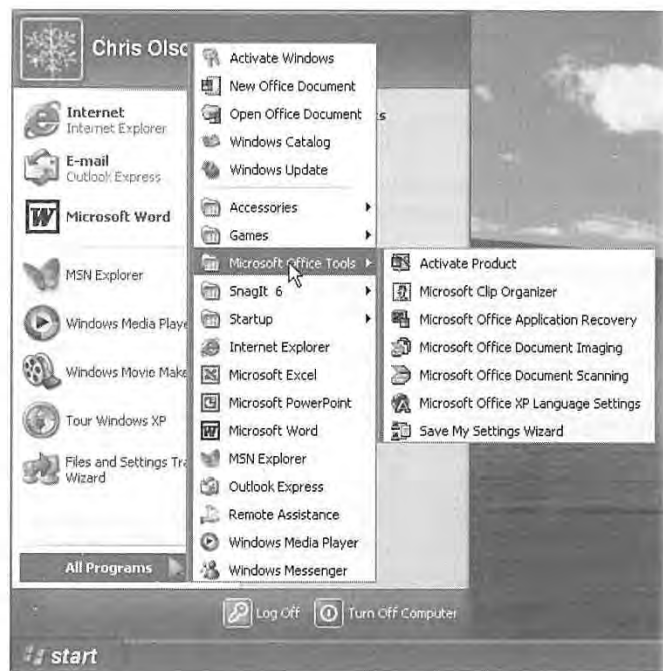 Chris Olso
Internet
Internet Explorer
E-mail
Outlook Express
Microsoft Word
MSN Explorer
Windows Media Playe
Windows Movie Make
Tour Windows XP
Files and Settings Tra
Wizard
All Programs
Activate Windows
New Office Document
Open Office Document
s
Windows Catalog
Windows Update
Accessories
Games
Microsoft Office Tools
SnagIt 6
Startup
Internet Explorer
Microsoft Excel
Microsoft PowerPoint
Microsoft Word
MSN Explorer
Outlook Express
Remote Assistance
Windows Media Player
Windows Messenger
Activate Product
Microsoft Clip Organizer
Microsoft Office Application Recovery
Microsoft Office Document Imaging
Microsoft Office Document Scanning
Microsoft Office XP Language Settings
Save My Settings Wizard
Log Off
Turn Off Computer
start